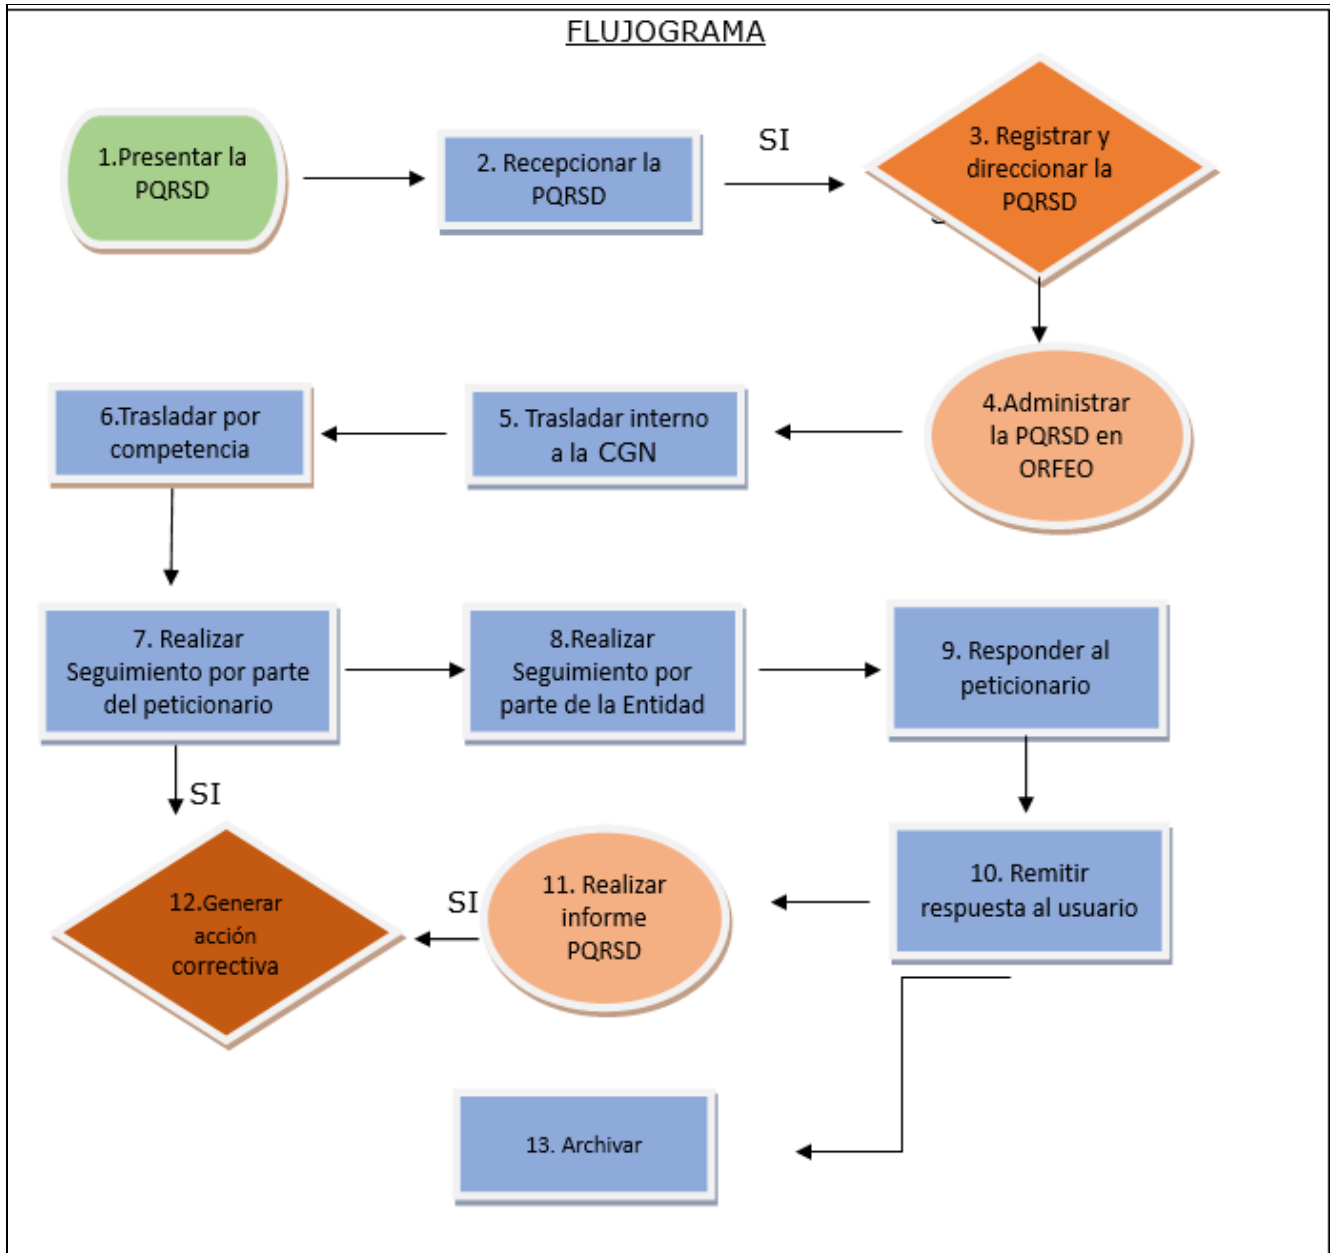 FLUJOGRAMA
1.Presentar la
PQRSD
2. Recepcionar la
PQRSD
SI
3. Registrar y
direccionar la
PQRSD
4.Administrar
la PQRSD en
ORFEO
5. Trasladar interno
a la CGN
6.Trasladar por
competencia
7. Realizar
Seguimiento por parte
del peticionario
8.Realizar
Seguimiento por
parte de la Entidad
9. Responder al
peticionario
SI
10. Remitir
respuesta al usuario
11. Realizar
informe
PQRSD
SI
12.Generar
acción
correctiva
13. Archivar